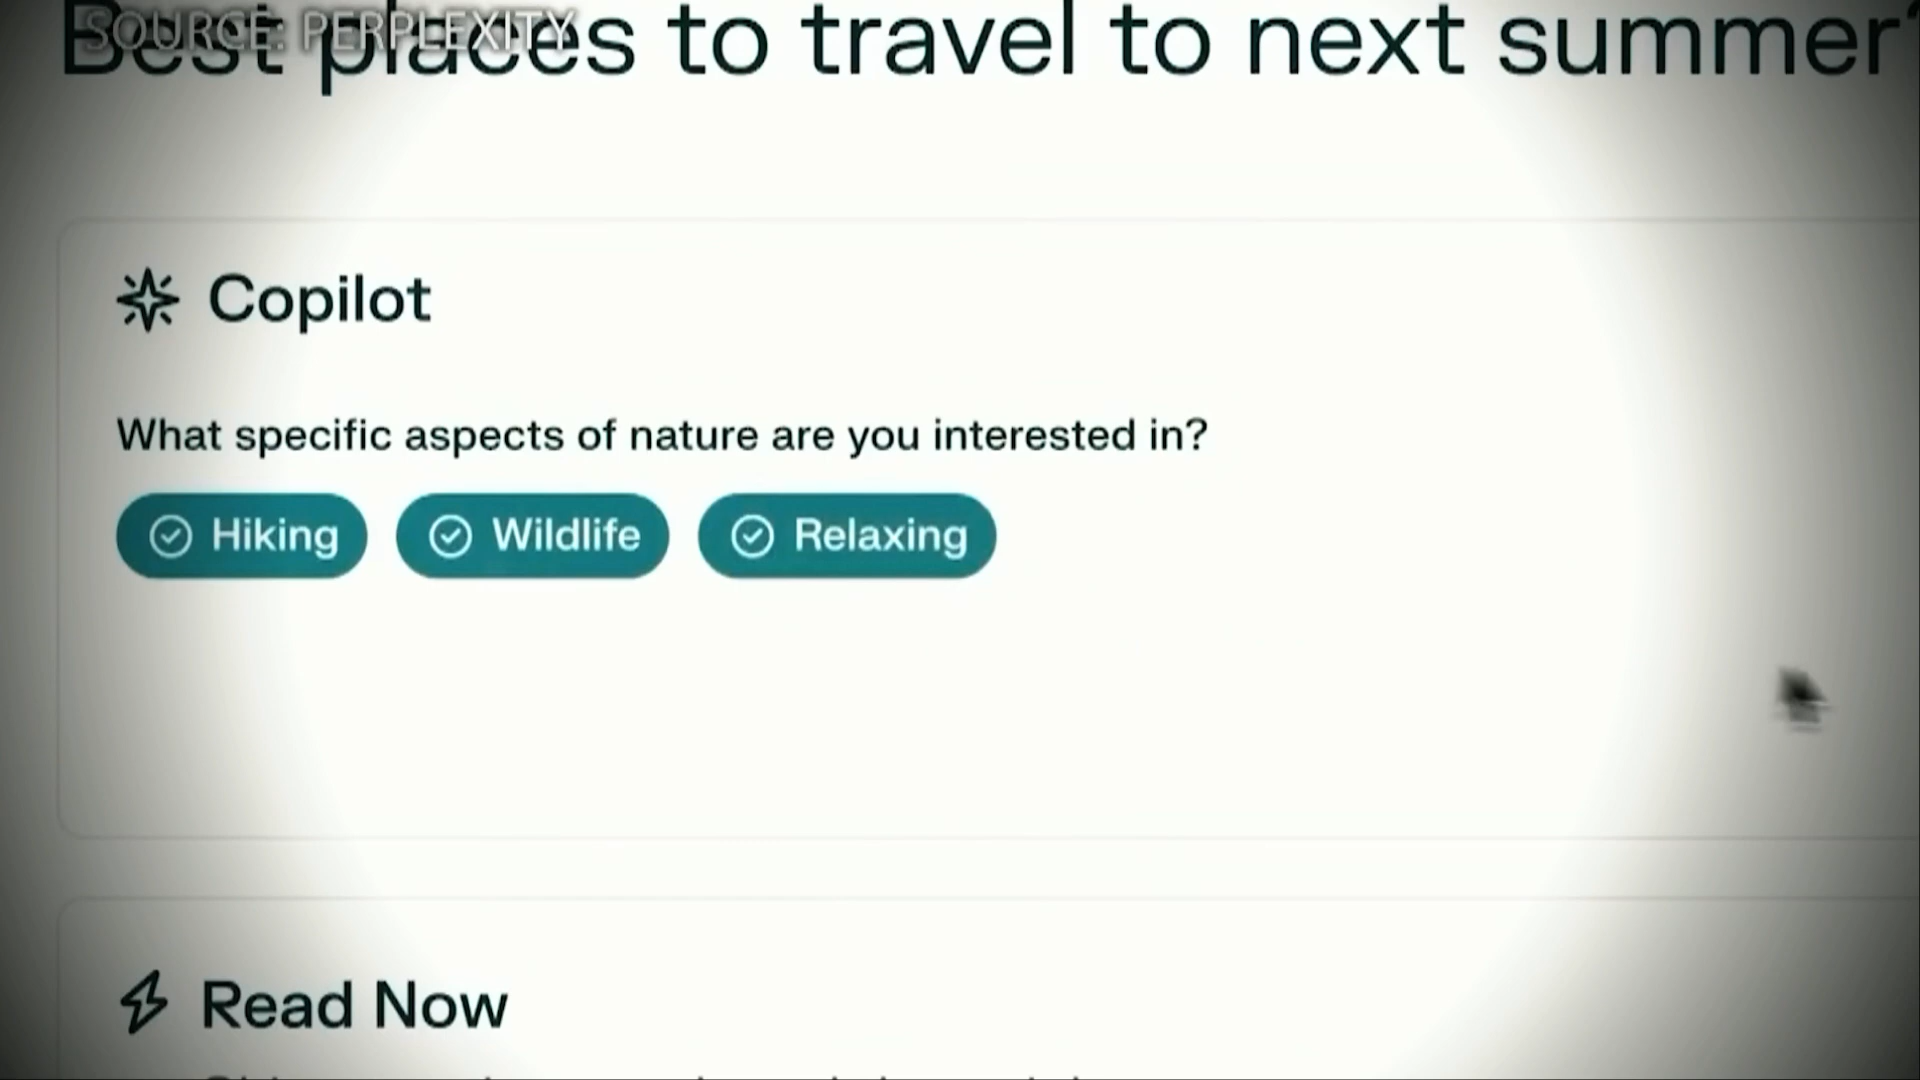 SOURCE: PERPLEXITY
Best places to travel to next summer
Copilot
What specific aspects of nature are you interested in?
Hiking
Wildlife
Relaxing
Read Now